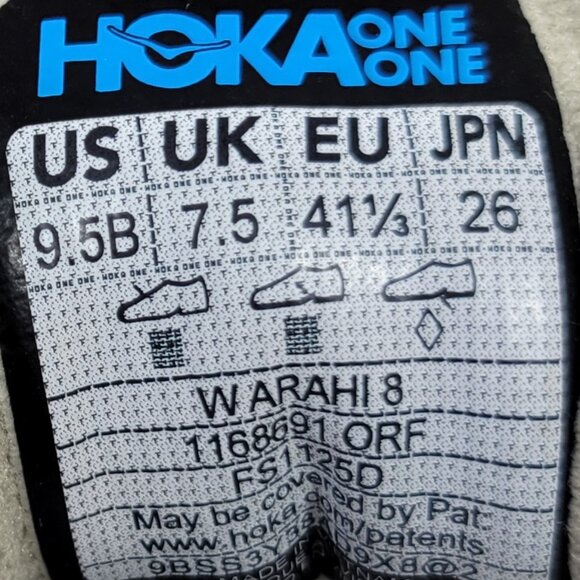 HOKA ONE ONE
US UK EU JPN
9.5B 7.5 41⅓ 26
W ARAHI 8
1168691 ORF
FS1125D
May be covered by Pat.
www.hoka.com/patents